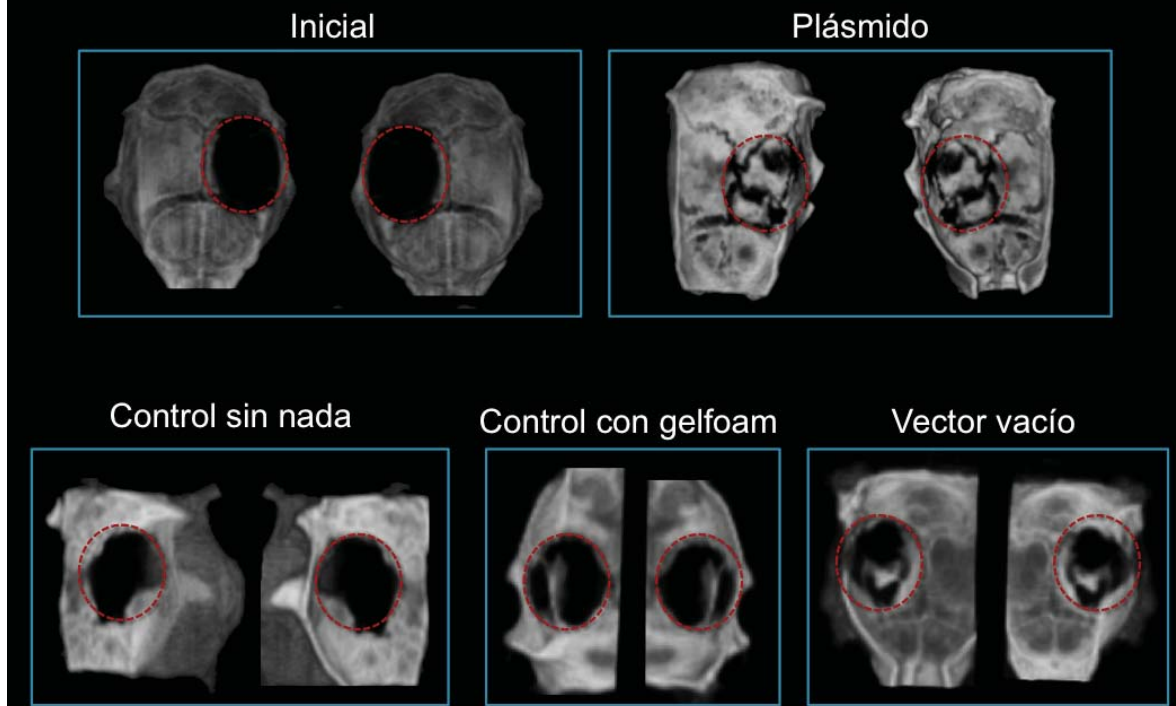 Inicial
Plásmido
Control sin nada
Control con gelfoam
Vector vacío